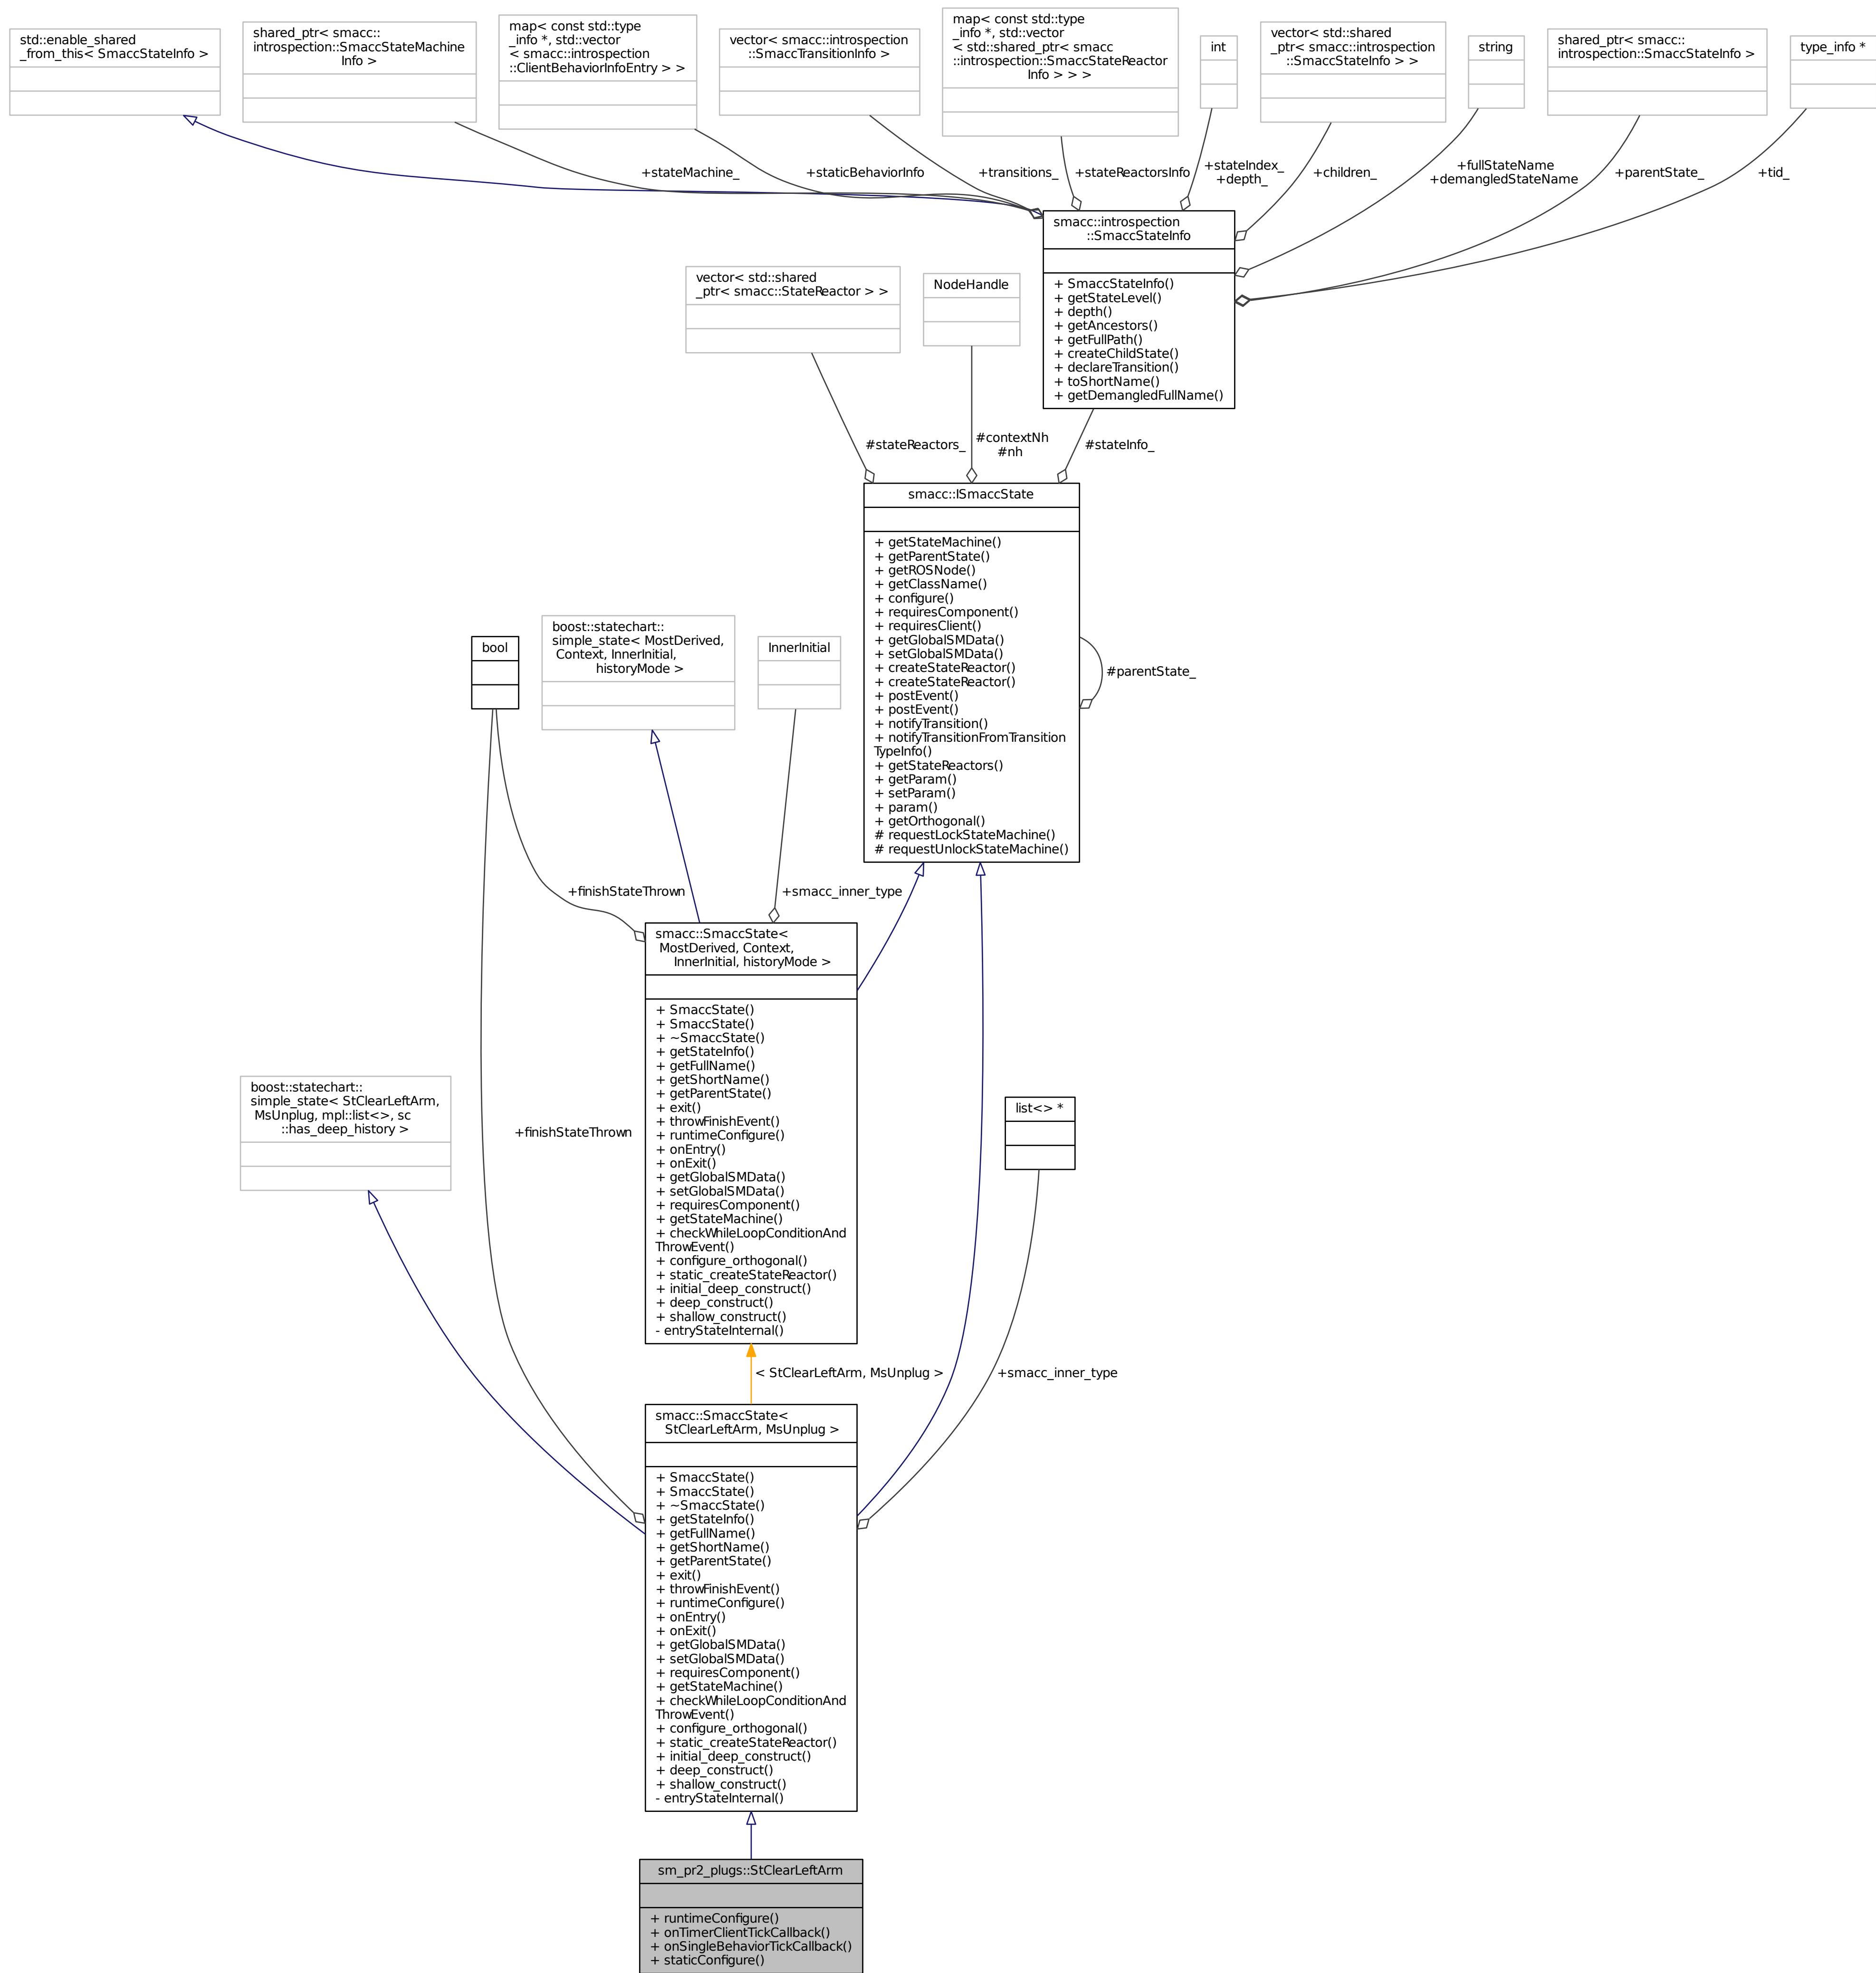 std::enable_shared
_from_this< SmaccStateInfo >
shared_ptr< smacc::
introspection::SmaccStateMachine
Info >
map< const std::type
_info *, std::vector
< smacc::introspection
::ClientBehaviorInfoEntry > >
vector< smacc::introspection
::SmaccTransitionInfo >
map< const std::type
_info *, std::vector
< std::shared_ptr< smacc
::introspection::SmaccStateReactor
Info > > >
int
vector< std::shared
_ptr< smacc::introspection
::SmaccStateInfo > >
string
shared_ptr< smacc::
introspection::SmaccStateInfo >
type_info *
+stateMachine_
+staticBehaviorInfo
+transitions_
+stateReactorsInfo
+stateIndex_
+depth_
+children_
+fullStateName
+demangledStateName
+parentState_
+tid_
smacc::introspection
::SmaccStateInfo
+ SmaccStateInfo()
+ getStateLevel()
+ depth()
+ getAncestors()
+ getFullPath()
+ createChildState()
+ declareTransition()
+ toShortName()
+ getDemangledFullName()
vector< std::shared
_ptr< smacc::StateReactor > >
NodeHandle
#stateReactors_
#contextNh
#nh
#stateInfo_
smacc::ISmaccState
+ getStateMachine()
+ getParentState()
+ getROSNode()
+ getClassName()
+ configure()
+ requiresComponent()
+ requiresClient()
+ getGlobalSMData()
+ setGlobalSMData()
+ createStateReactor()
+ createStateReactor()
+ postEvent()
+ postEvent()
+ notifyTransition()
+ notifyTransitionFromTransition
TypeInfo()
+ getStateReactors()
+ getParam()
+ setParam()
+ param()
+ getOrthogonal()
# requestLockStateMachine()
# requestUnlockStateMachine()
#parentState_
bool
boost::statechart::
simple_state< MostDerived,
Context, InnerInitial,
historyMode >
InnerInitial
+finishStateThrown
+smacc_inner_type
smacc::SmaccState<
MostDerived, Context,
InnerInitial, historyMode >
+ SmaccState()
+ SmaccState()
+ ~SmaccState()
+ getStateInfo()
+ getFullName()
+ getShortName()
+ getParentState()
+ exit()
+ throwFinishEvent()
+ runtimeConfigure()
+ onEntry()
+ onExit()
+ getGlobalSMData()
+ setGlobalSMData()
+ requiresComponent()
+ getStateMachine()
+ checkWhileLoopConditionAnd
ThrowEvent()
+ configure_orthogonal()
+ static_createStateReactor()
+ initial_deep_construct()
+ deep_construct()
+ shallow_construct()
- entryStateInternal()
boost::statechart::
simple_state< StClearLeftArm,
MsUnplug, mpl::list<>, sc
::has_deep_history >
+finishStateThrown
list<> *
< StClearLeftArm, MsUnplug >
+smacc_inner_type
smacc::SmaccState<
StClearLeftArm, MsUnplug >
+ SmaccState()
+ SmaccState()
+ ~SmaccState()
+ getStateInfo()
+ getFullName()
+ getShortName()
+ getParentState()
+ exit()
+ throwFinishEvent()
+ runtimeConfigure()
+ onEntry()
+ onExit()
+ getGlobalSMData()
+ setGlobalSMData()
+ requiresComponent()
+ getStateMachine()
+ checkWhileLoopConditionAnd
ThrowEvent()
+ configure_orthogonal()
+ static_createStateReactor()
+ initial_deep_construct()
+ deep_construct()
+ shallow_construct()
- entryStateInternal()
sm_pr2_plugs::StClearLeftArm
+ runtimeConfigure()
+ onTimerClientTickCallback()
+ onSingleBehaviorTickCallback()
+ staticConfigure()